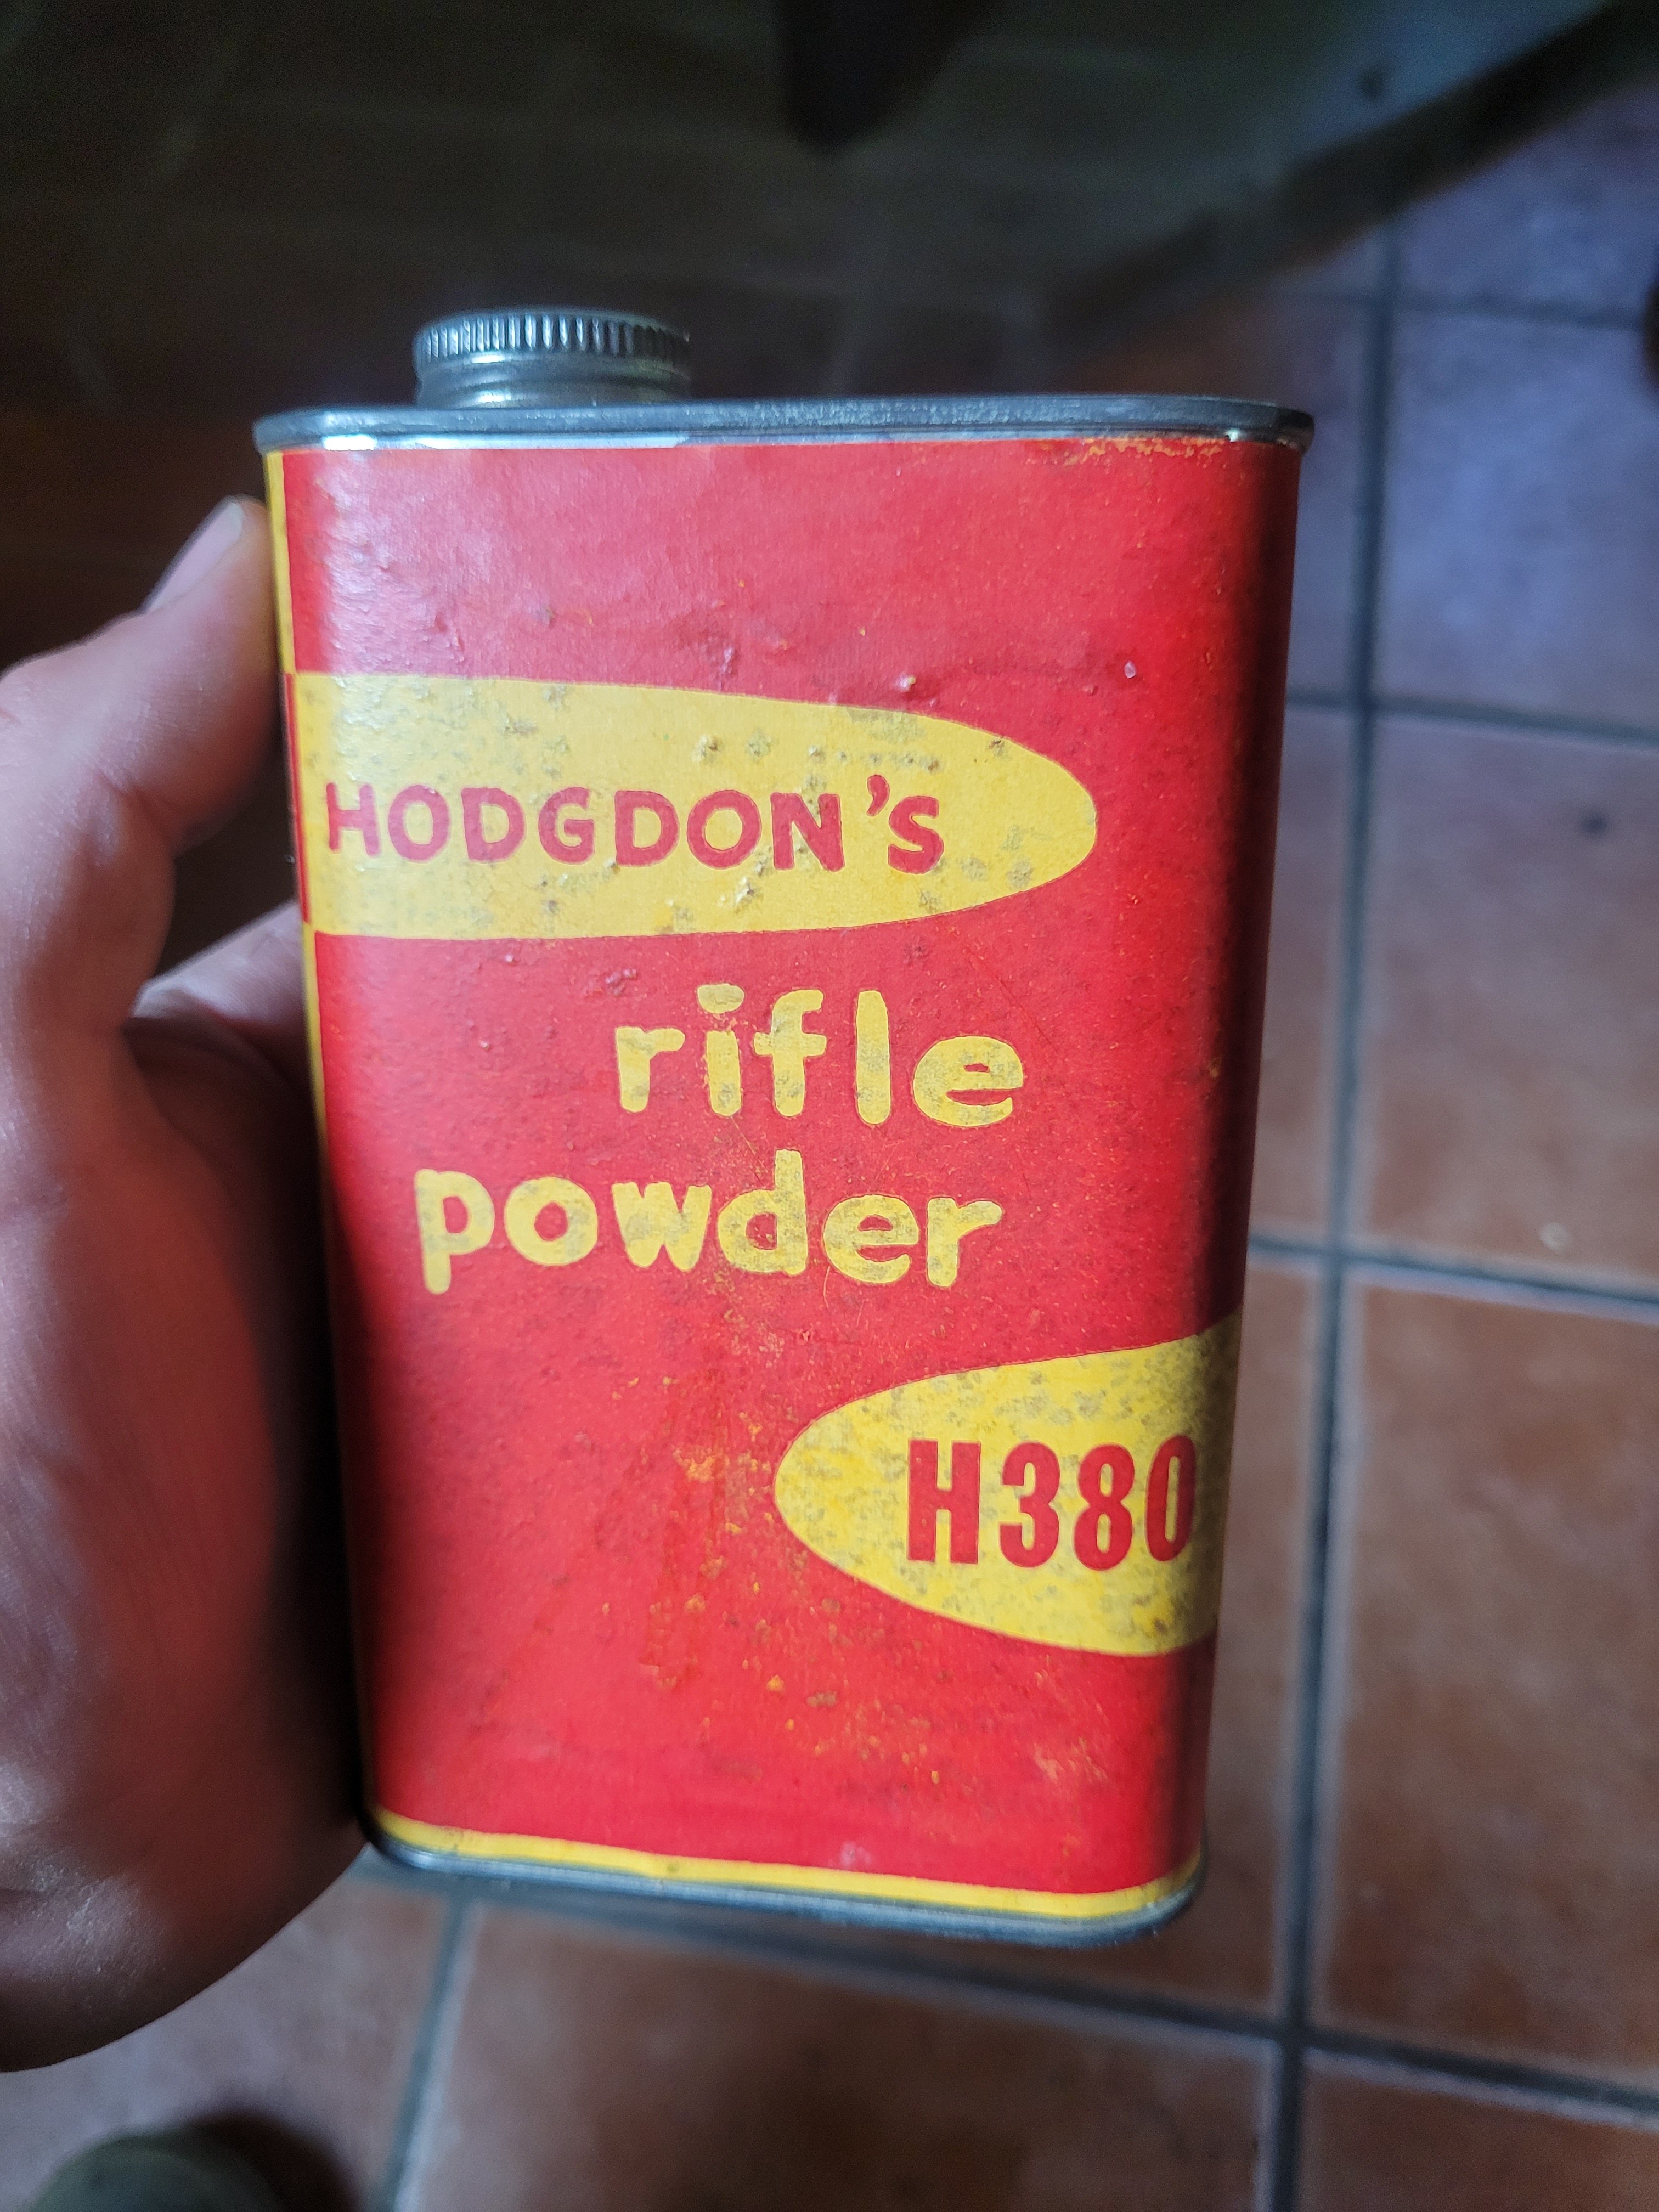 HODGDON'S
rifle
powder
H380